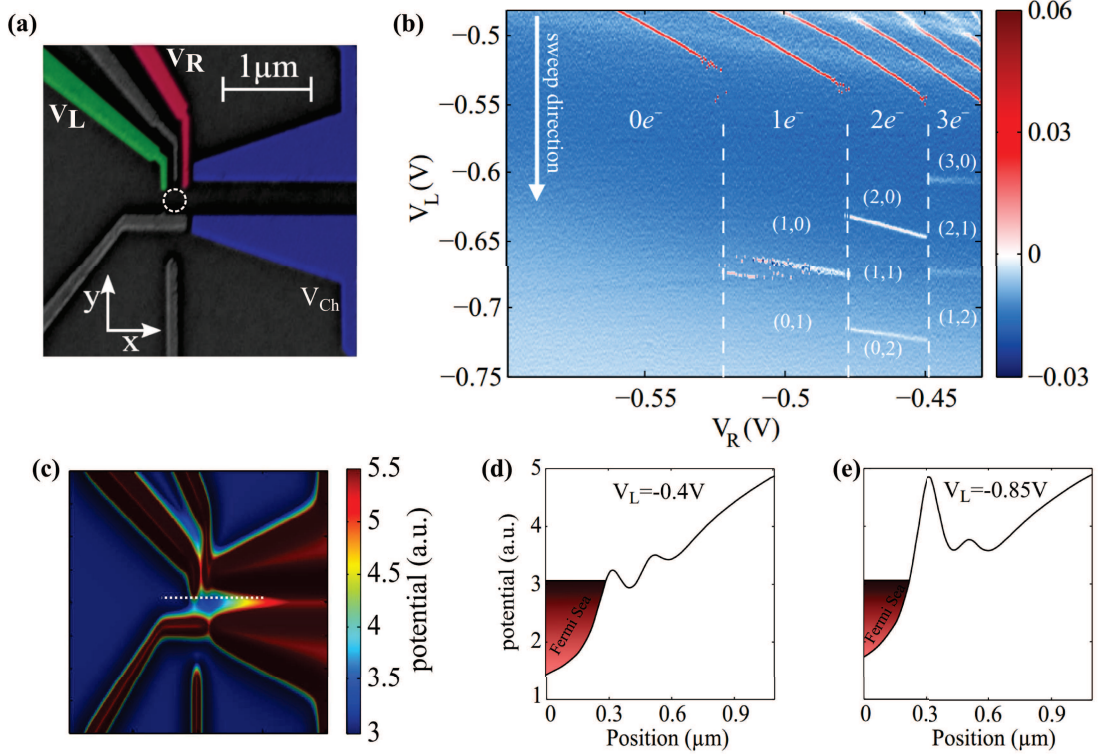 (a)
V_R
1μm
V_L
y
x
V_Ch
(b)
sweep direction
0e⁻
1e⁻
2e⁻
3e⁻
(3,0)
(2,0)
(2,1)
(1,0)
(1,1)
(0,1)
(1,2)
(0,2)
V_L(V)
−0.5
−0.55
−0.6
−0.65
−0.7
−0.75
−0.55
−0.5
−0.45
V_R(V)
0.06
0.03
0
−0.03
(c)
5.5
5
4.5
4
3.5
3
potential (a.u.)
(d)
V_L=-0.4V
Fermi Sea
potential (a.u.)
5
4
3
2
1
0
0.3
0.6
0.9
Position (μm)
(e)
V_L=-0.85V
Fermi Sea
0
0.3
0.6
0.9
Position (μm)